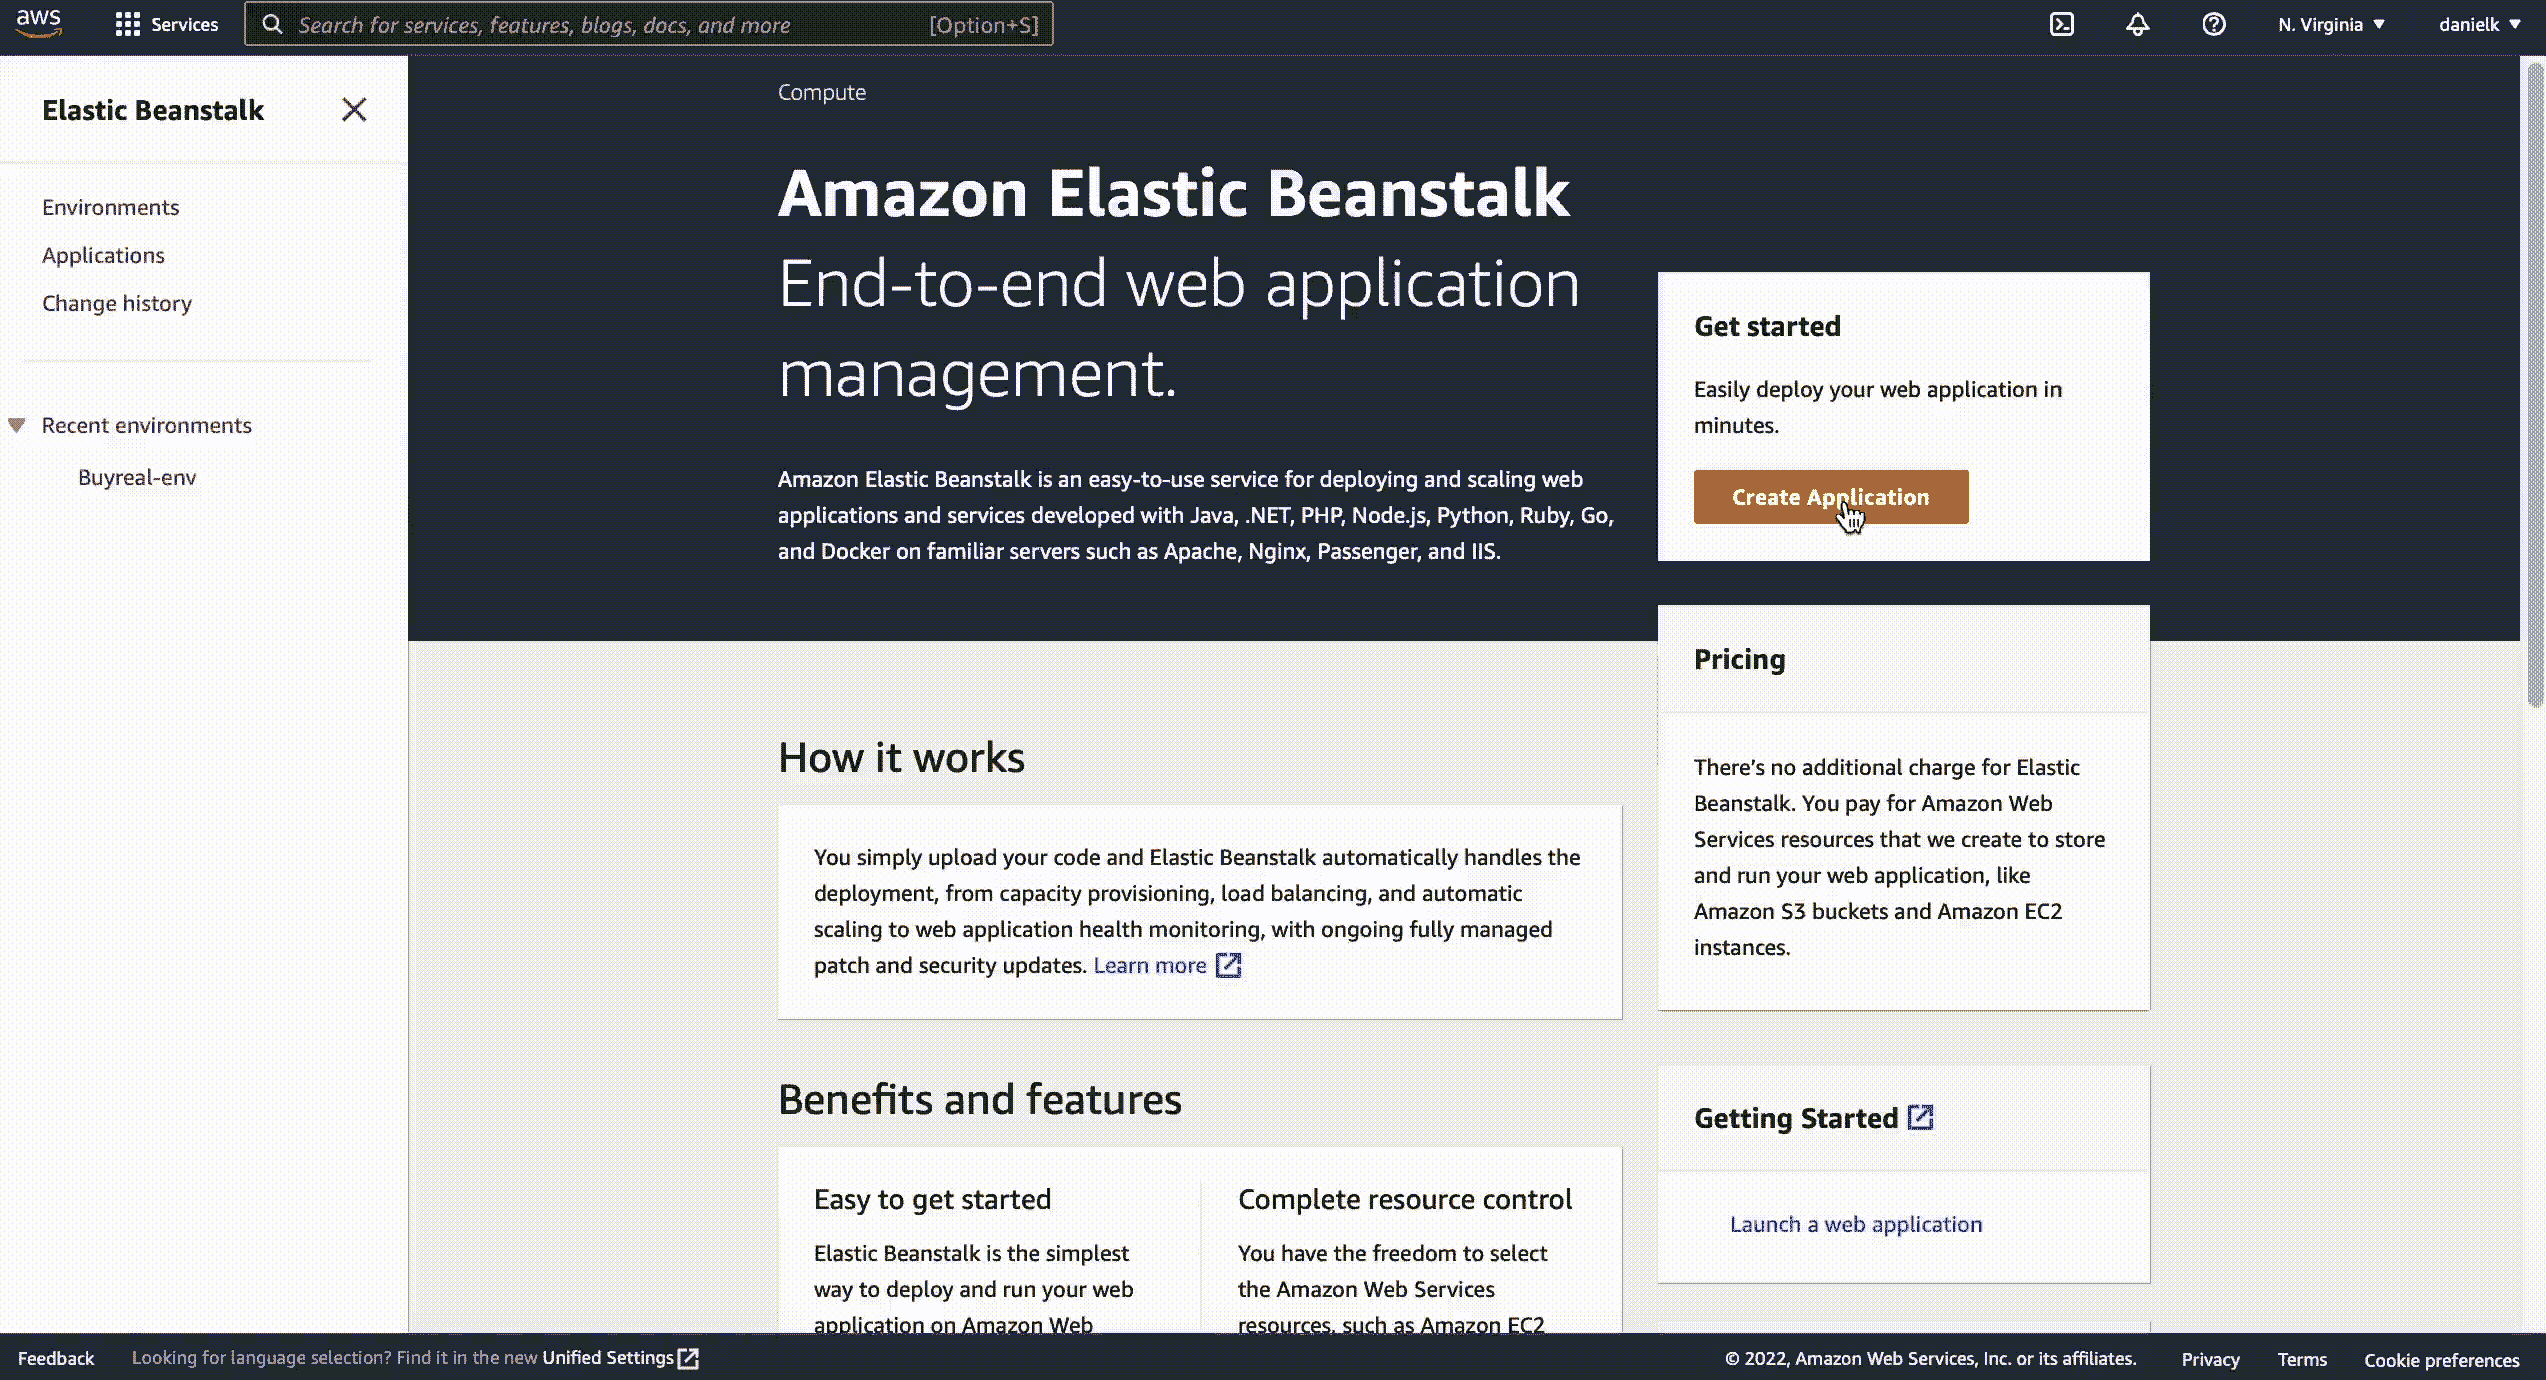 aws
Services
Search for services, features, blogs, docs, and more
[Option+S]
N. Virginia
danielk
Elastic Beanstalk
Environments
Applications
Change history
Recent environments
Buyreal-env
Compute
Amazon Elastic Beanstalk
End-to-end web application
management.
Amazon Elastic Beanstalk is an easy-to-use service for deploying and scaling web
applications and services developed with Java, .NET, PHP, Node.js, Python, Ruby, Go,
and Docker on familiar servers such as Apache, Nginx, Passenger, and IIS.
Get started
Easily deploy your web application in
minutes.
Create Application
Pricing
There's no additional charge for Elastic
Beanstalk. You pay for Amazon Web
Services resources that we create to store
and run your web application, like
Amazon S3 buckets and Amazon EC2
instances.
How it works
You simply upload your code and Elastic Beanstalk automatically handles the
deployment, from capacity provisioning, load balancing, and automatic
scaling to web application health monitoring, with ongoing fully managed
patch and security updates. Learn more
Benefits and features
Easy to get started
Elastic Beanstalk is the simplest
way to deploy and run your web
application on Amazon Web
Complete resource control
You have the freedom to select
the Amazon Web Services
resources, such as Amazon EC2
Getting Started
Launch a web application
Feedback
Looking for language selection? Find it in the new Unified Settings
© 2022, Amazon Web Services, Inc. or its affiliates.
Privacy
Terms
Cookie preferences